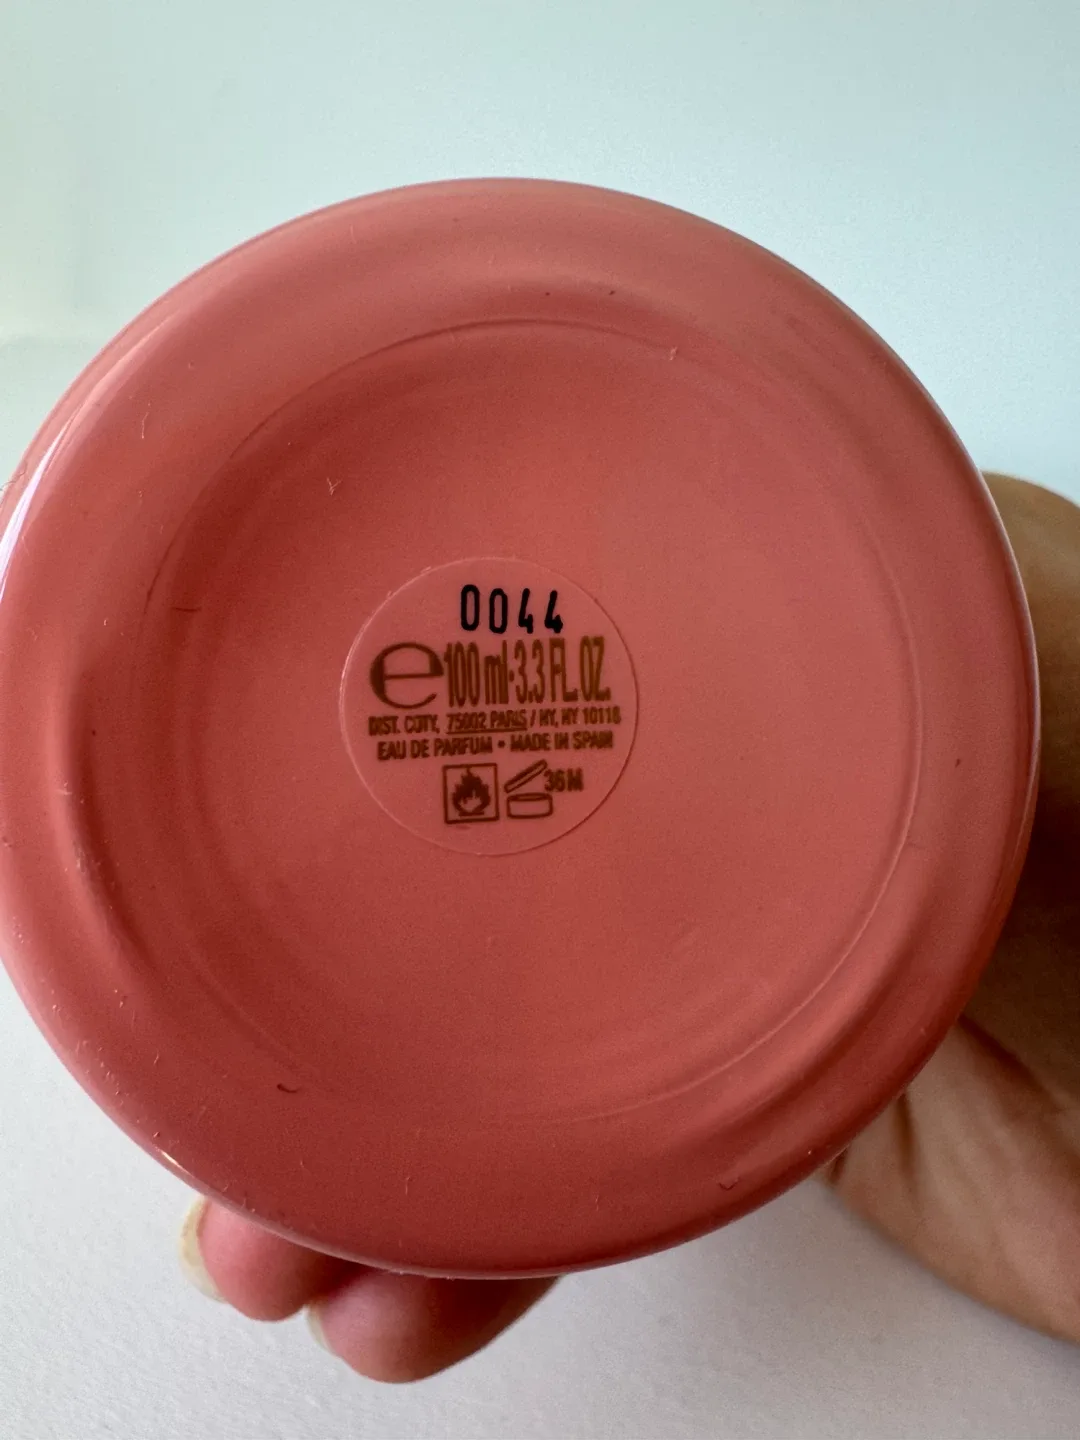 0044
e 100 ml·3.3 FL. OZ.
DIST. COTY, 75002 PARIS / NY, NY 10118
EAU DE PARFUM • MADE IN SPAIN
36M